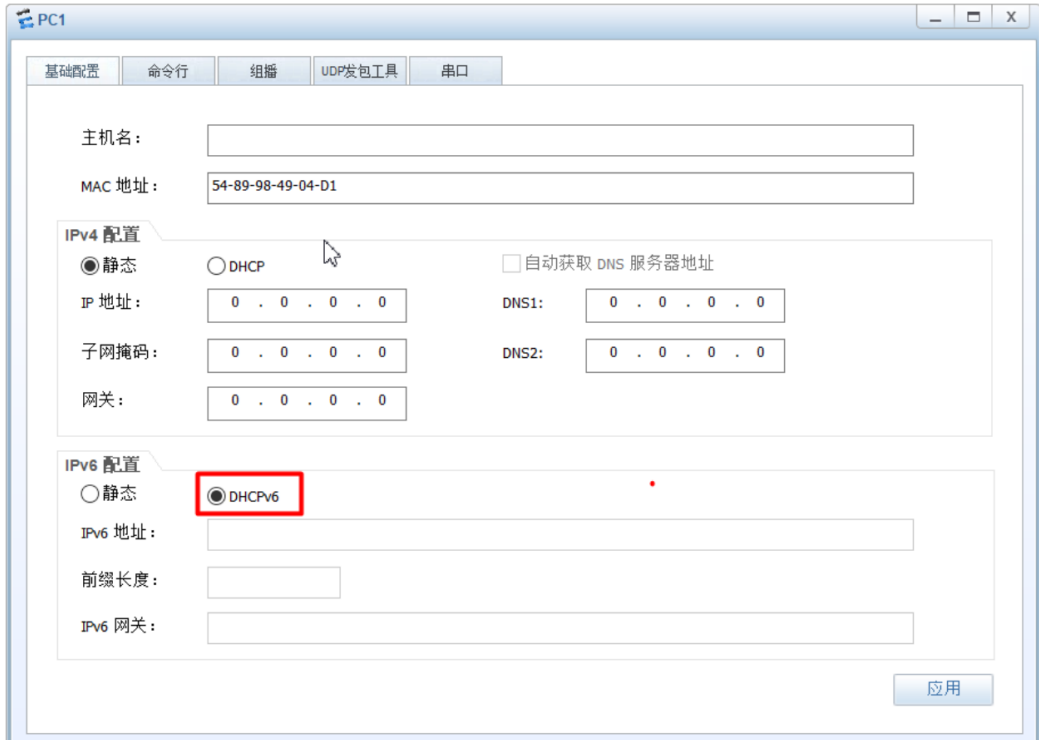 PC1
基础配置 命令行 组播 UDP发包工具 串口
主机名：
MAC 地址： 54-89-98-49-04-D1
IPv4 配置
静态 DHCP 自动获取 DNS 服务器地址
IP 地址： 0 . 0 . 0 . 0 DNS1: 0 . 0 . 0 . 0
子网掩码： 0 . 0 . 0 . 0 DNS2: 0 . 0 . 0 . 0
网关： 0 . 0 . 0 . 0
IPv6 配置
静态 DHCPv6
IPv6 地址：
前缀长度：
IPv6 网关：
应用